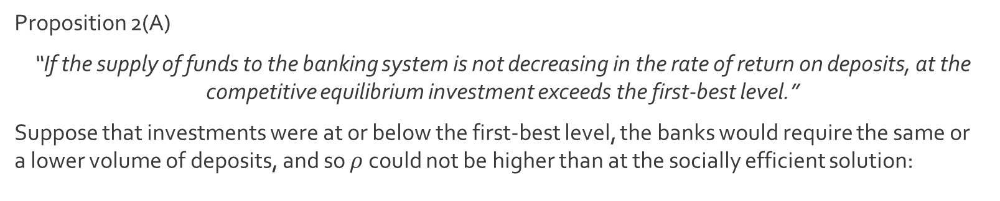 Proposition 2(A)
“If the supply of funds to the banking system is not decreasing in the rate of return on deposits, at the
competitive equilibrium investment exceeds the first-best level.”
Suppose that investments were at or below the first-best level, the banks would require the same or
a lower volume of deposits, and so ρ could not be higher than at the socially efficient solution: